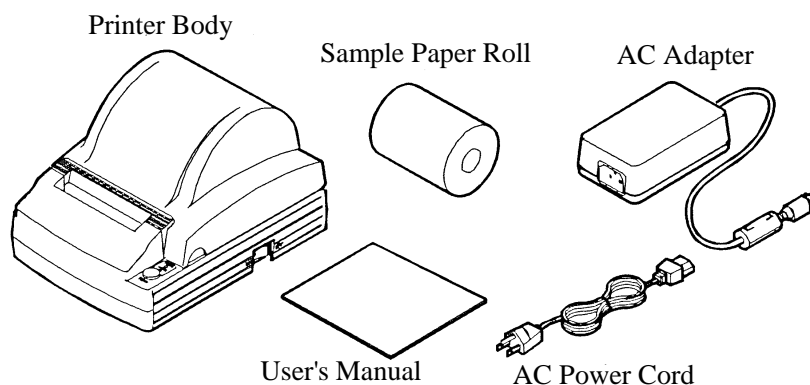 Printer Body
Sample Paper Roll
AC Adapter
User's Manual
AC Power Cord